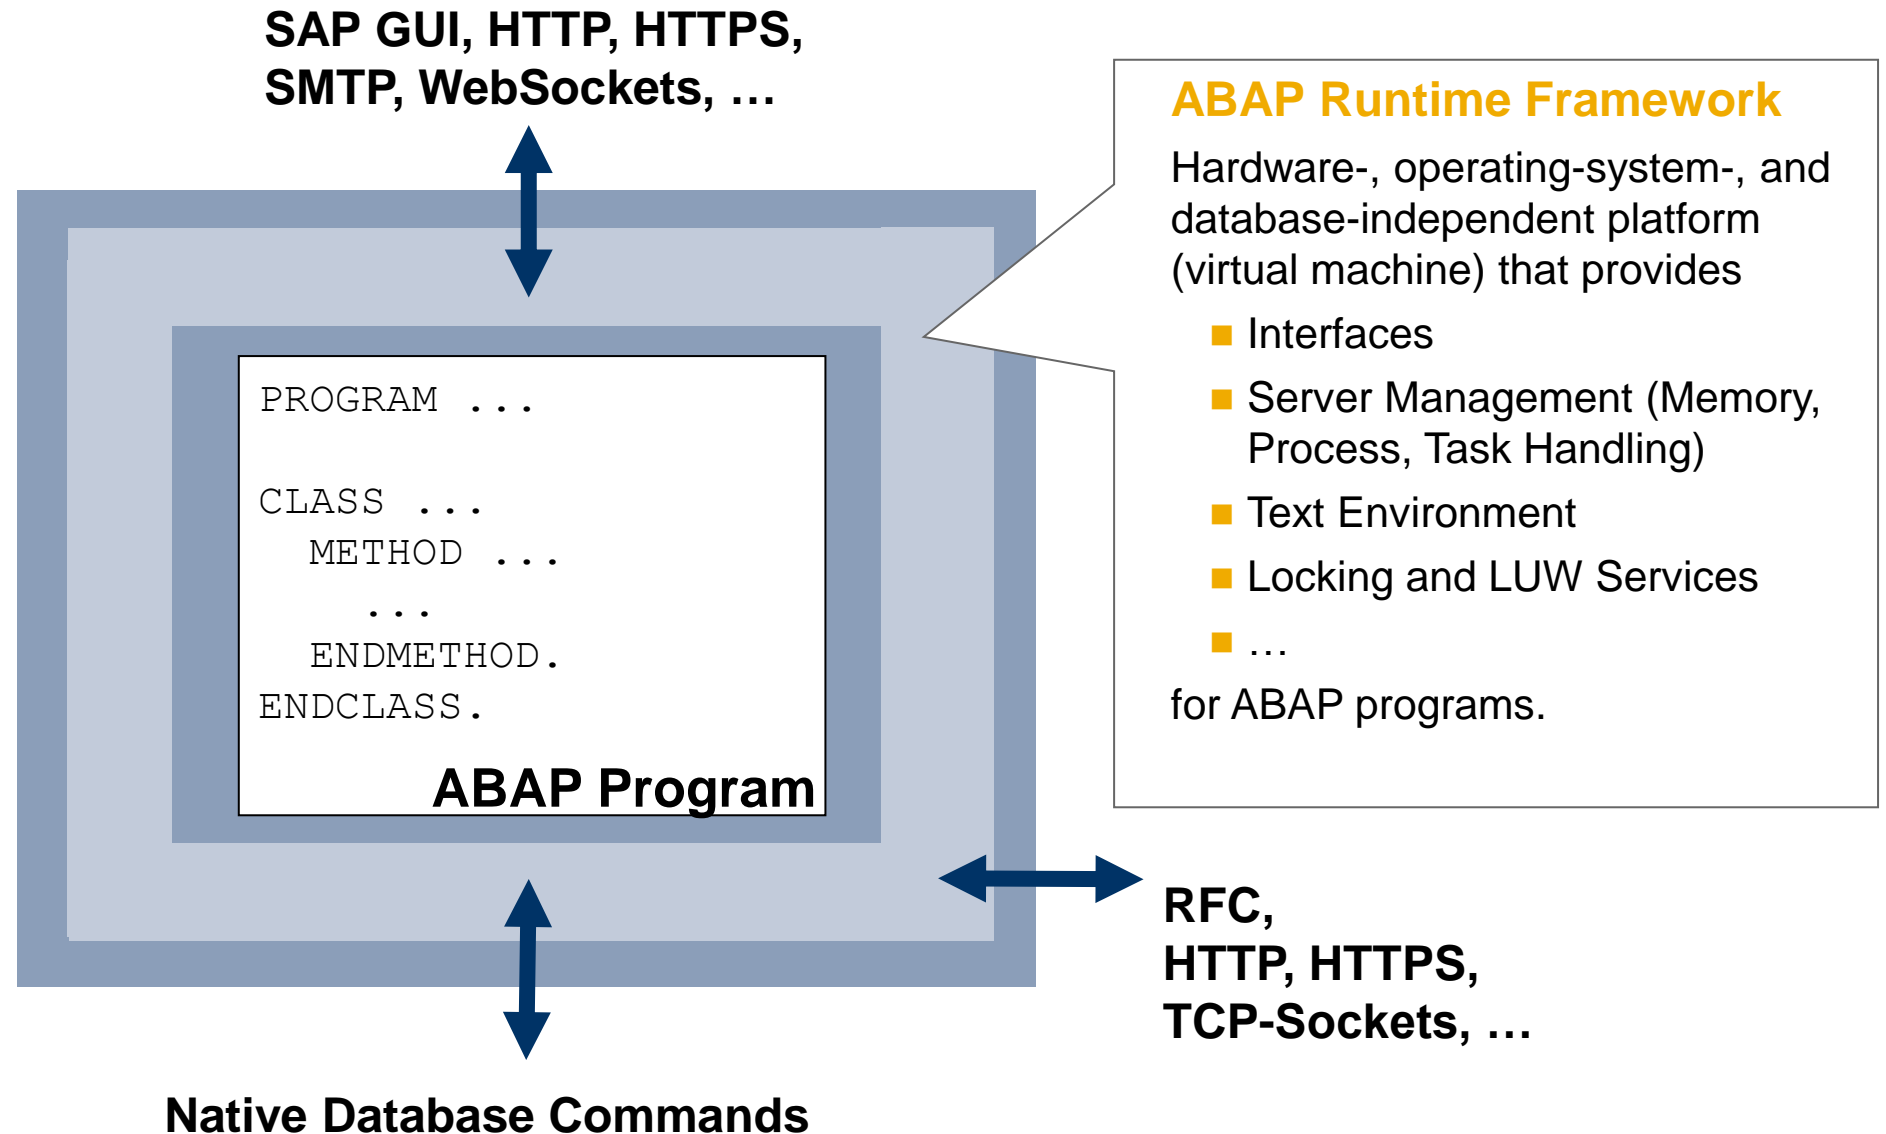 SAP GUI, HTTP, HTTPS,
SMTP, WebSockets, …
ABAP Runtime Framework
Hardware-, operating-system-, and
database-independent platform
(virtual machine) that provides
Interfaces
Server Management (Memory,
Process, Task Handling)
Text Environment
Locking and LUW Services
…
for ABAP programs.
PROGRAM ...
CLASS ...
METHOD ...
...
ENDMETHOD.
ENDCLASS.
ABAP Program
RFC,
HTTP, HTTPS,
TCP-Sockets, …
Native Database Commands